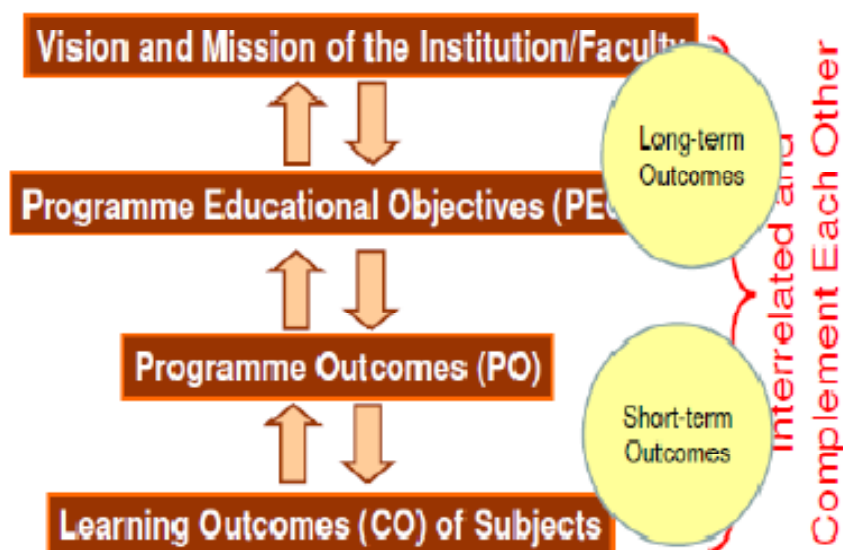 Vision and Mission of the Institution/Faculty
Long-term
Outcomes
Programme Educational Objectives (PEO
Programme Outcomes (PO)
Short-term
Outcomes
Learning Outcomes (CO) of Subjects
Interrelated and
Complement Each Other